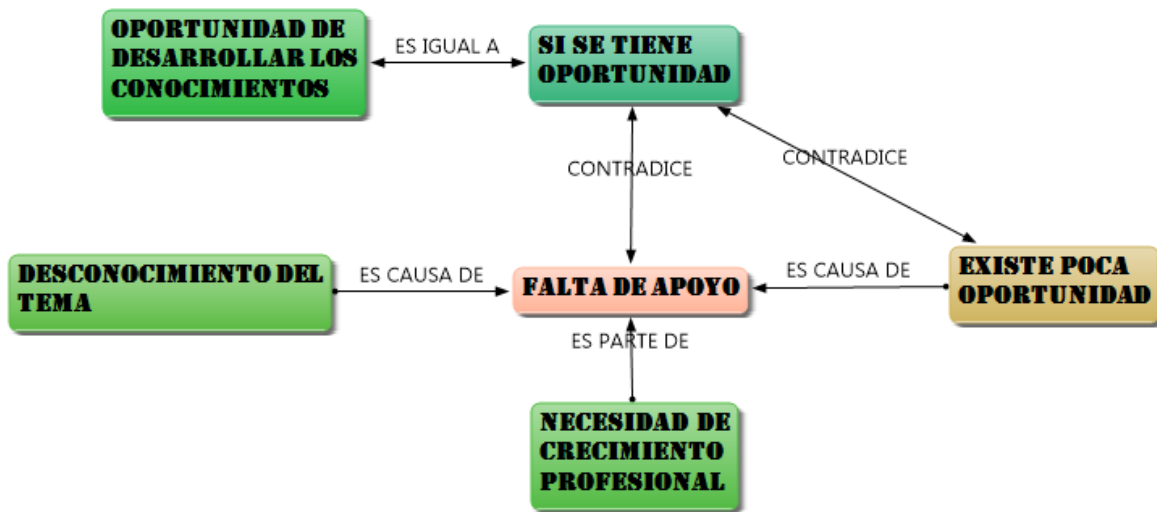 OPORTUNIDAD DE
DESARROLLAR LOS
CONOCIMIENTOS
ES IGUAL A
SI SE TIENE
OPORTUNIDAD
CONTRADICE
CONTRADICE
DESCONOCIMIENTO DEL
TEMA
ES CAUSA DE
FALTA DE APOYO
ES CAUSA DE
EXISTE POCA
OPORTUNIDAD
ES PARTE DE
NECESIDAD DE
CRECIMIENTO
PROFESIONAL